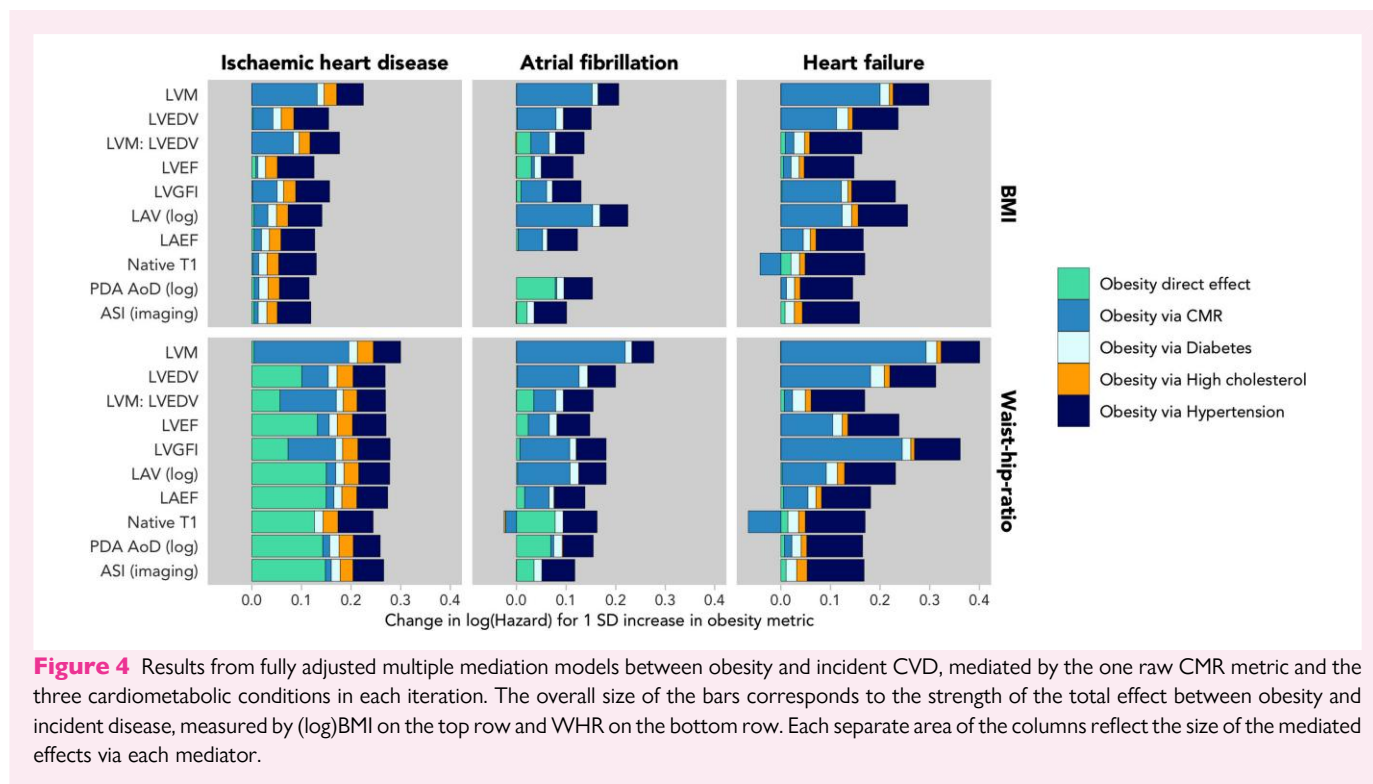 Ischaemic heart disease Atrial fibrillation Heart failure
LVM
LVEDV
LVM: LVEDV
LVEF
LVGFI
LAV (log)
LAEF
Native T1
PDA AoD (log)
ASI (imaging)
BMI
LVM
LVEDV
LVM: LVEDV
LVEF
LVGFI
LAV (log)
LAEF
Native T1
PDA AoD (log)
ASI (imaging)
Waist-hip-ratio
0.0 0.1 0.2 0.3 0.4 0.0 0.1 0.2 0.3 0.4 0.0 0.1 0.2 0.3 0.4
Change in log(Hazard) for 1 SD increase in obesity metric
Obesity direct effect
Obesity via CMR
Obesity via Diabetes
Obesity via High cholesterol
Obesity via Hypertension
Figure 4 Results from fully adjusted multiple mediation models between obesity and incident CVD, mediated by the one raw CMR metric and the
three cardiometabolic conditions in each iteration. The overall size of the bars corresponds to the strength of the total effect between obesity and
incident disease, measured by (log)BMI on the top row and WHR on the bottom row. Each separate area of the columns reflect the size of the mediated
effects via each mediator.